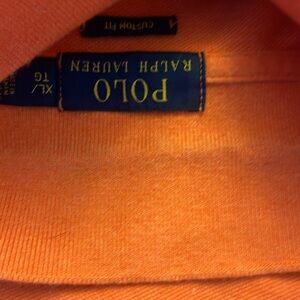 POLO
RALPH LAUREN
CUSTOM FIT
XL/
TG